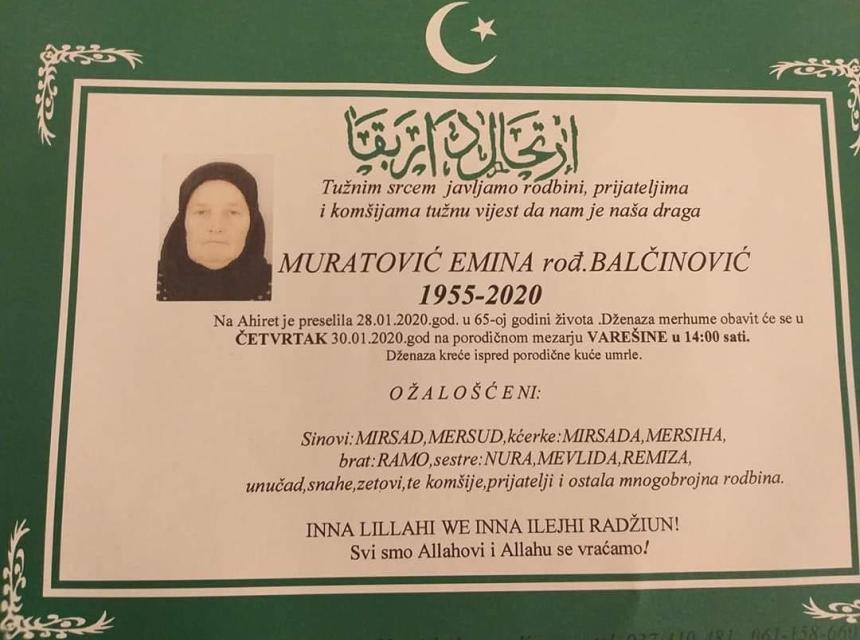 ارتحال دار بقا
Tužnim srcem javljamo rodbini, prijateljima
i komšijama tužnu vijest da nam je naša draga
MURATOVIĆ EMINA rođ.BALČINOVIĆ
1955-2020
Na Ahiret je preselila 28.01.2020.god. u 65-oj godini života .Dženaza merhume obavit će se u
ČETVRTAK 30.01.2020.god na porodičnom mezarju VAREŠINE u 14:00 sati.
Dženaza kreće ispred porodične kuće umrle.
OŽALOŠĆENI:
Sinovi:MIRSAD,MERSUD,kćerke:MIRSADA,MERSIHA,
brat:RAMO,sestre:NURA,MEVLIDA,REMIZA,
unučad,snahe,zetovi,te komšije,prijatelji i ostala mnogobrojna rodbina.
INNA LILLAHI WE INNA ILEJHI RADŽIUN!
Svi smo Allahovi i Allahu se vraćamo!